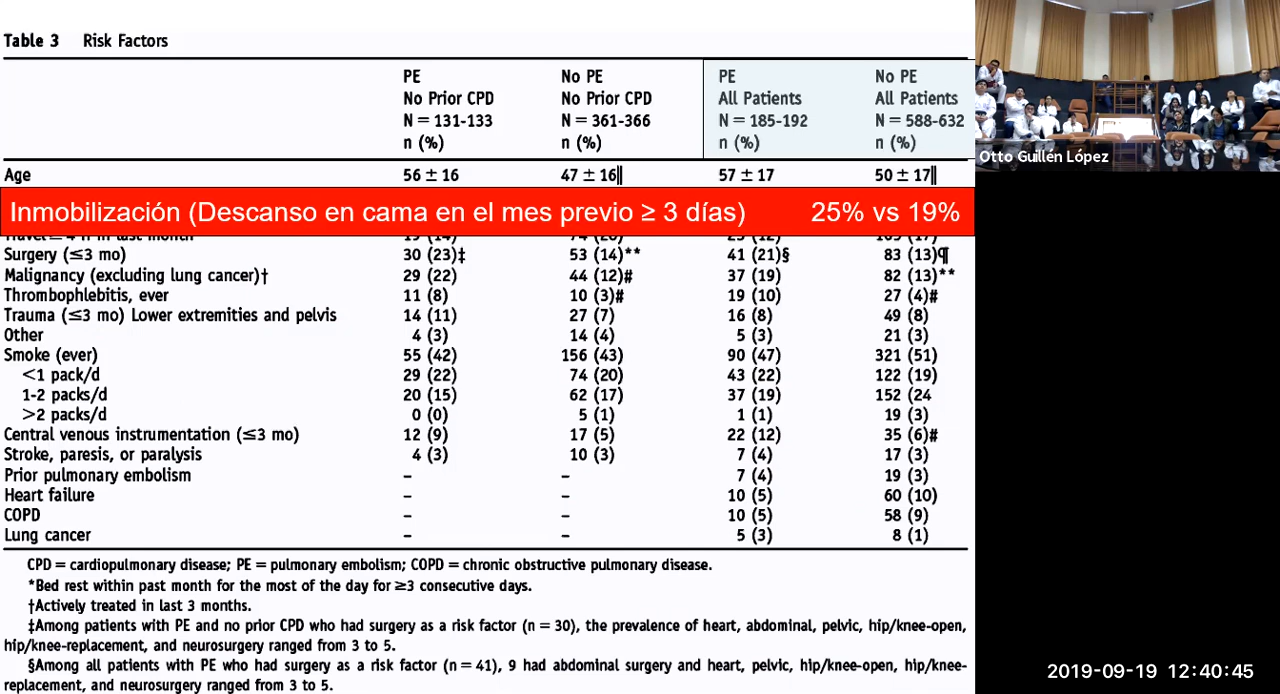 Table 3 Risk Factors
PE No PE PE No PE
No Prior CPD No Prior CPD All Patients All Patients
N = 131-133 N = 361-366 N = 185-192 N = 588-632
n (%) n (%) n (%) n (%)
Age 56 ± 16 47 ± 16‖ 57 ± 17 50 ± 17‖
Inmobilización (Descanso en cama en el mes previo ≥ 3 días) 25% vs 19%
Surgery (≤3 mo) 30 (23)‡ 53 (14)** 41 (21)§ 83 (13)¶
Malignancy (excluding lung cancer)† 29 (22) 44 (12)# 37 (19) 82 (13)**
Thrombophlebitis, ever 11 (8) 10 (3)# 19 (10) 27 (4)#
Trauma (≤3 mo) Lower extremities and pelvis 14 (11) 27 (7) 16 (8) 49 (8)
Other 4 (3) 14 (4) 5 (3) 21 (3)
Smoke (ever) 55 (42) 156 (43) 90 (47) 321 (51)
<1 pack/d 29 (22) 74 (20) 43 (22) 122 (19)
1-2 packs/d 20 (15) 62 (17) 37 (19) 152 (24
>2 packs/d 0 (0) 5 (1) 1 (1) 19 (3)
Central venous instrumentation (≤3 mo) 12 (9) 17 (5) 22 (12) 35 (6)#
Stroke, paresis, or paralysis 4 (3) 10 (3) 7 (4) 17 (3)
Prior pulmonary embolism – – 7 (4) 19 (3)
Heart failure – – 10 (5) 60 (10)
COPD – – 10 (5) 58 (9)
Lung cancer – – 5 (3) 8 (1)
CPD = cardiopulmonary disease; PE = pulmonary embolism; COPD = chronic obstructive pulmonary disease.
*Bed rest within past month for the most of the day for ≥3 consecutive days.
†Actively treated in last 3 months.
‡Among patients with PE and no prior CPD who had surgery as a risk factor (n = 30), the prevalence of heart, abdominal, pelvic, hip/knee-open,
hip/knee-replacement, and neurosurgery ranged from 3 to 5.
§Among all patients with PE who had surgery as a risk factor (n = 41), 9 had abdominal surgery and heart, pelvic, hip/knee-open, hip/knee-
replacement, and neurosurgery ranged from 3 to 5.
Otto Guillén López
2019-09-19 12:40:45